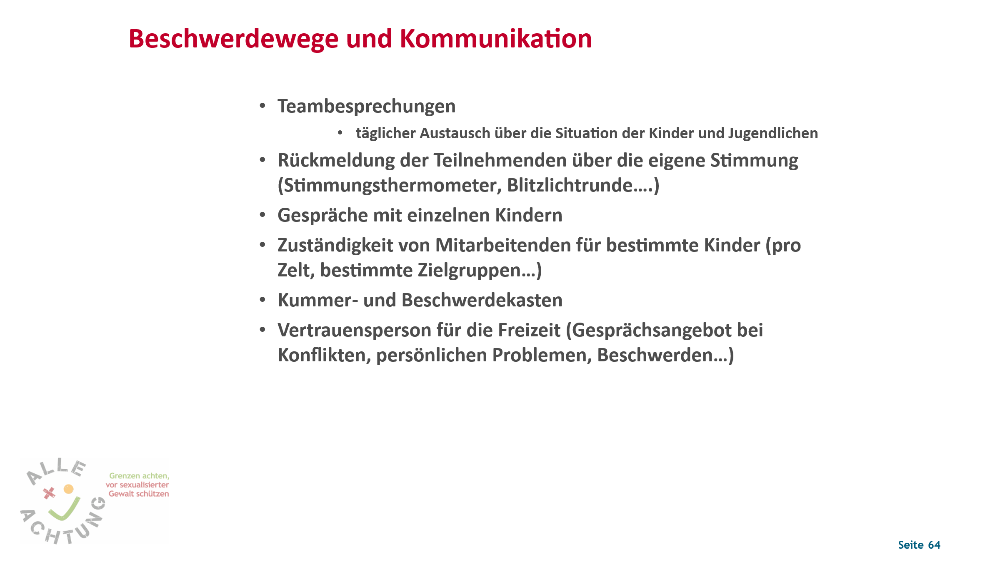 Beschwerdewege und Kommunikation
• Teambesprechungen
• täglicher Austausch über die Situation der Kinder und Jugendlichen
• Rückmeldung der Teilnehmenden über die eigene Stimmung
(Stimmungsthermometer, Blitzlichtrunde....)
• Gespräche mit einzelnen Kindern
• Zuständigkeit von Mitarbeitenden für bestimmte Kinder (pro
Zelt, bestimmte Zielgruppen...)
• Kummer- und Beschwerdekasten
• Vertrauensperson für die Freizeit (Gesprächsangebot bei
Konflikten, persönlichen Problemen, Beschwerden...)
ALLE
ACHTUNG
Grenzen achten,
vor sexualisierter
Gewalt schützen
Seite 64